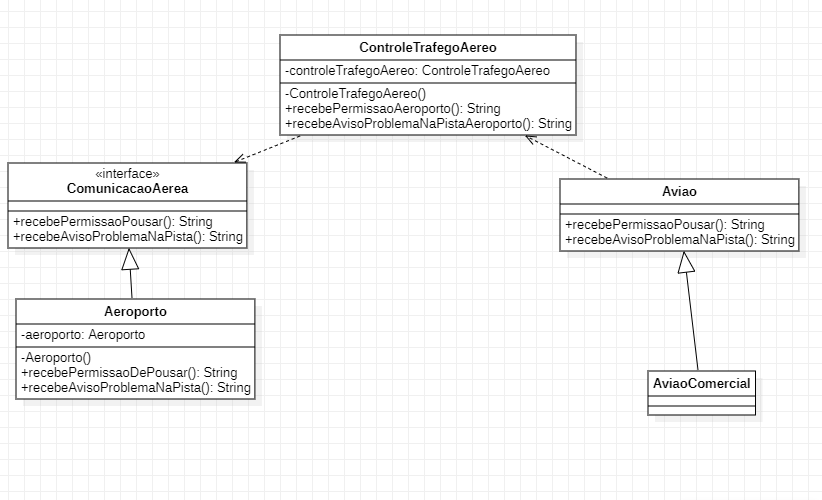 ControleTrafegoAereo
-controleTrafegoAereo: ControleTrafegoAereo
-ControleTrafegoAereo()
+recebePermissaoAeroporto(): String
+recebeAvisoProblemaNaPistaAeroporto(): String
«interface»
ComunicacaoAerea
+recebePermissaoPousar(): String
+recebeAvisoProblemaNaPista(): String
Aviao
+recebePermissaoPousar(): String
+recebeAvisoProblemaNaPista(): String
Aeroporto
-aeroporto: Aeroporto
-Aeroporto()
+recebePermissaoDePousar(): String
+recebeAvisoProblemaNaPista(): String
AviaoComercial